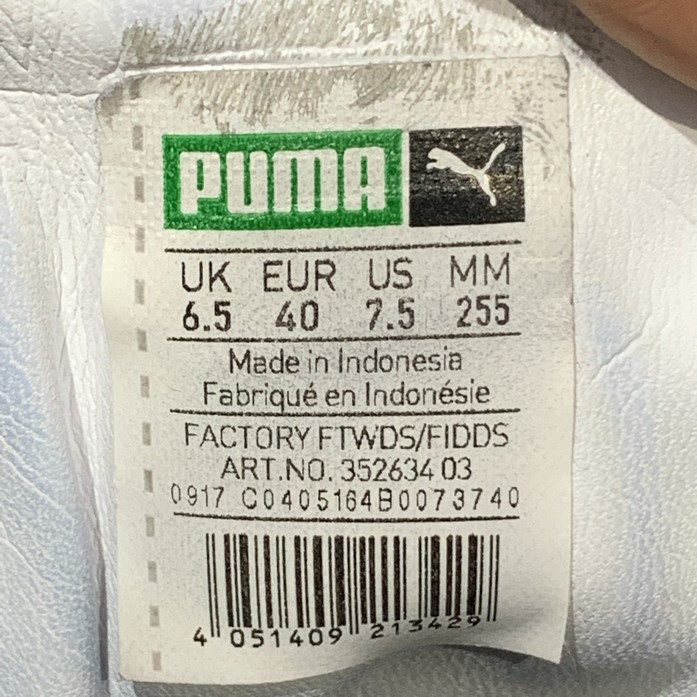 PUMA
UK EUR US MM
6.5 40 7.5 255
Made in Indonesia
Fabriqué en Indonésie
FACTORY FTWDS/FIDDS
ART.NO. 352634 03
0917 C0405164B0073740
4 051409 213429